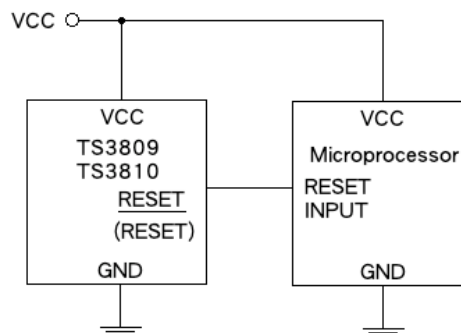 VCC
VCC
TS3809
TS3810
RESET
(RESET)
GND
VCC
Microprocessor
RESET
INPUT
GND